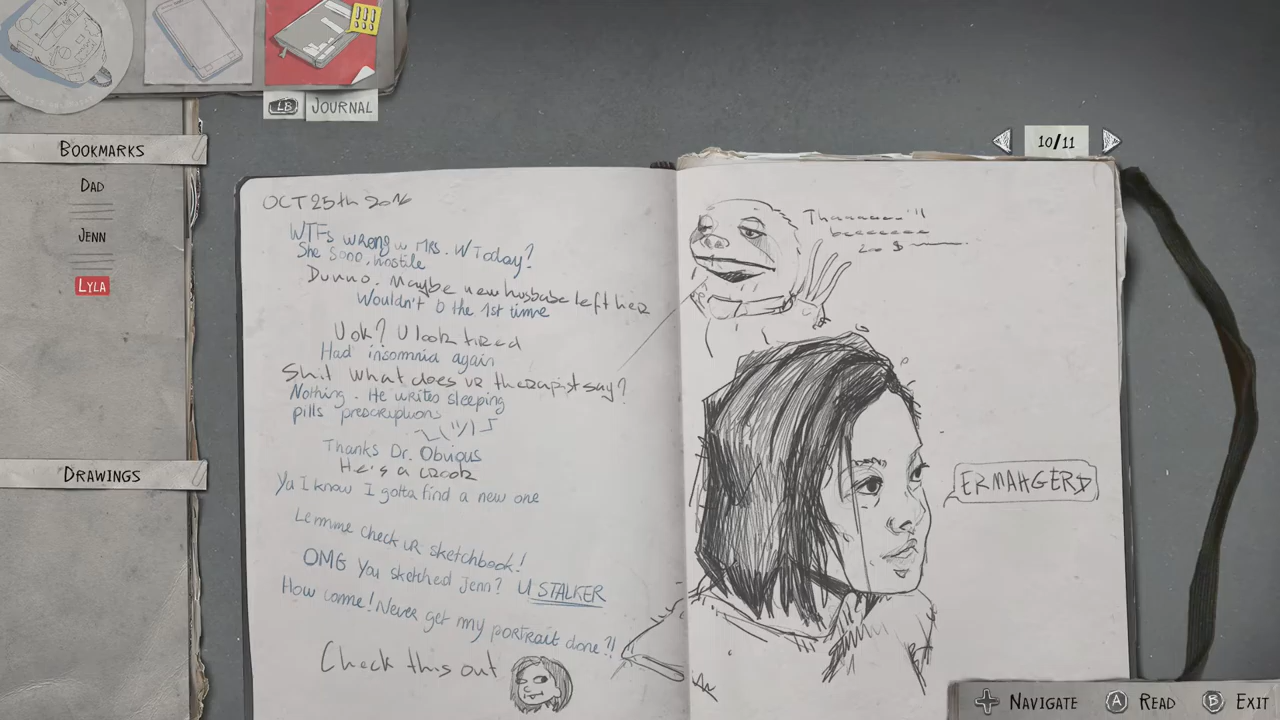 LB JOURNAL
BOOKMARKS
DAD
JENN
LYLA
DRAWINGS
10/11
OCT 25th 2016
WTFs wrong w MRS. W Today?
She Sooo hostile
Dunno. Maybe new husbabe left her
Wouldn't b the 1st time
U ok? U look tired
Had insomnia again
Shit what does ur therapist say?
Nothing. He writes sleeping
pills prescriptions
¯\_(ツ)_/¯
Thanks Dr. Obvious
He's a crook
Ya I know I gotta find a new one
Lemme check uR sketchbook!
OMG You sketched Jenn? U STALKER
How come! Never get my portrait done?!
Check this out
ERMAHGERD
NAVIGATE
A READ
B EXIT